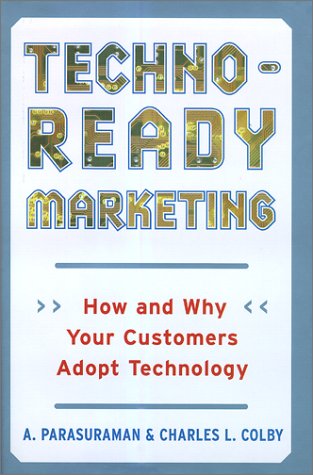 TECHNO-
READY
MARKETING
>> How and Why <<
Your Customers
Adopt Technology
A. PARASURAMAN & CHARLES L. COLBY